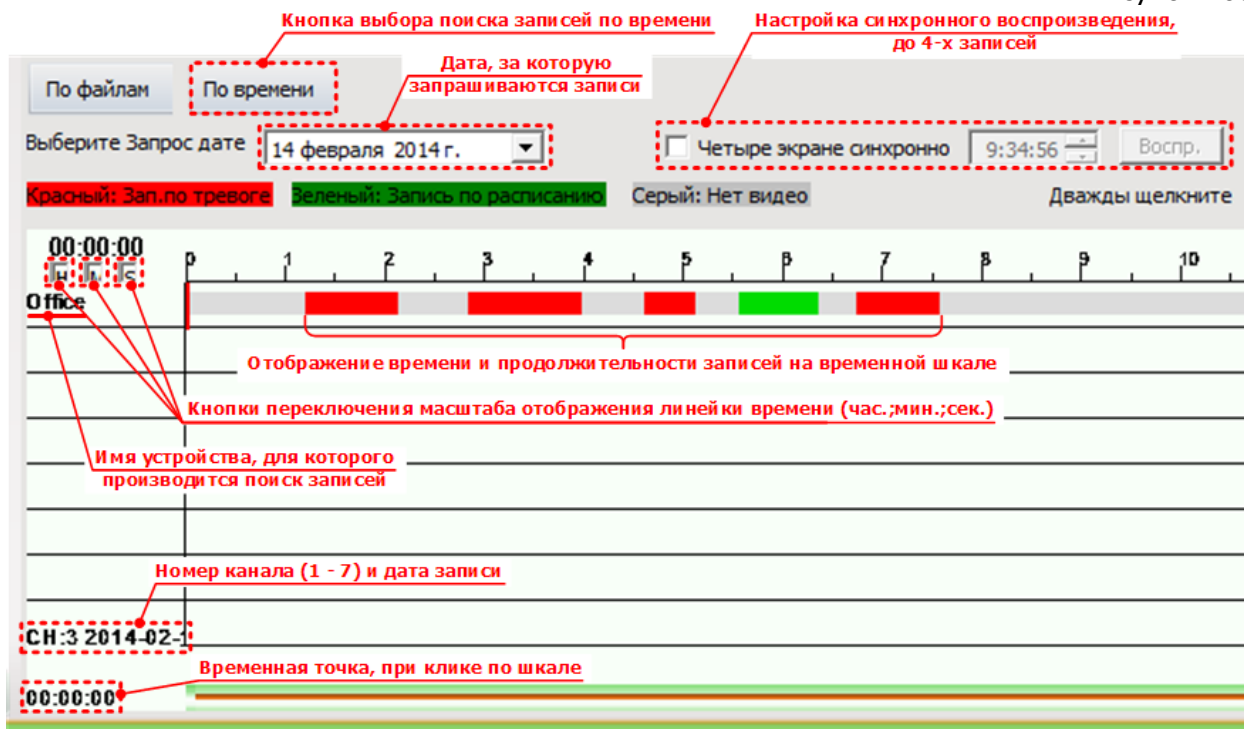 Кнопка выбора поиска записей по времени
Настройка синхронного воспроизведения,
до 4-х записей
Дата, за которую
запрашиваются записи
По файлам
По времени
Выберите Запрос дате
14 февраля 2014 г.
Четыре экране синхронно
9:34:56
Воспр.
Красный: Зап.по тревоге
Зеленый: Запись по расписанию
Серый: Нет видео
Дважды щелкните
00:00:00
0 1 2 3 4 5 6 7 8 9 10
H S
Office
Отображение времени и продолжительности записей на временной шкале
Кнопки переключения масштаба отображения линейки времени (час.;мин.;сек.)
Имя устройства, для которого
производится поиск записей
Номер канала (1 - 7) и дата записи
CH:3 2014-02-1
Временная точка, при клике по шкале
00:00:00